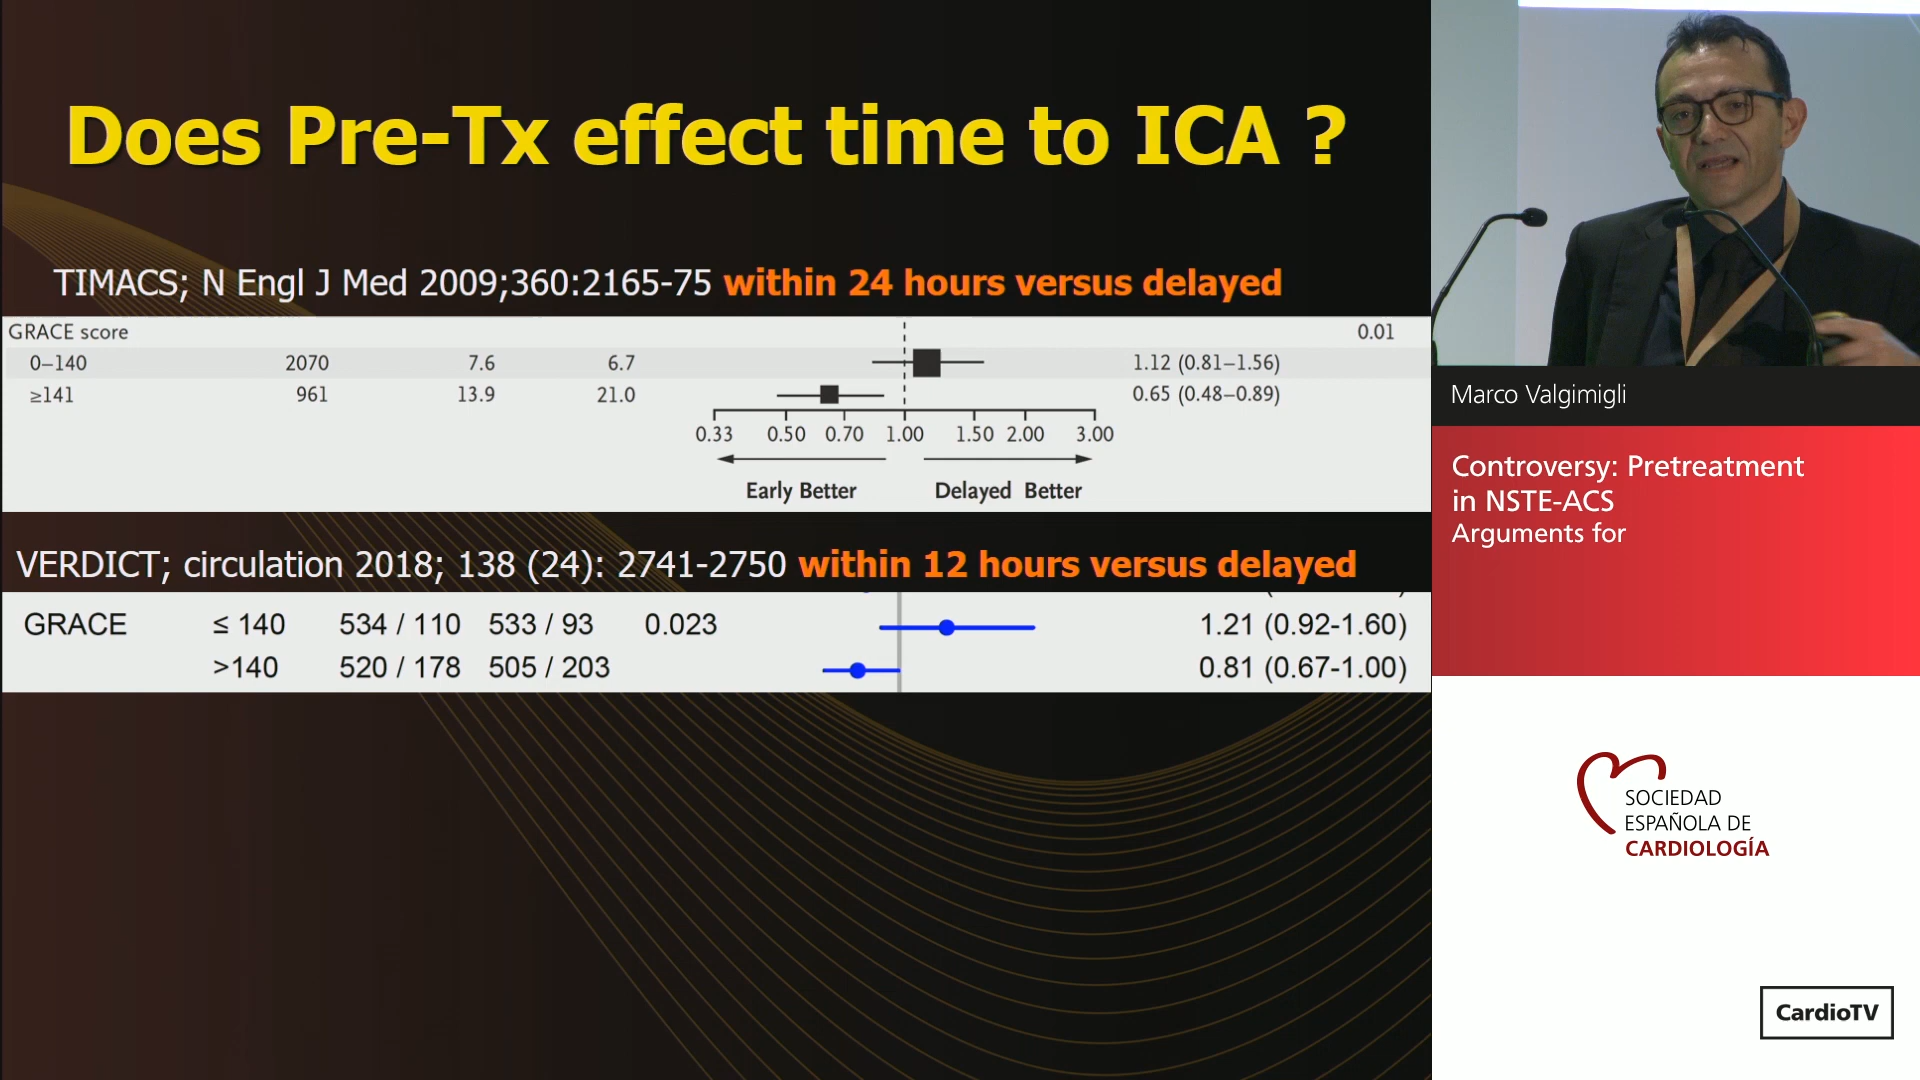 Does Pre-Tx effect time to ICA ?
TIMACS; N Engl J Med 2009;360:2165-75 within 24 hours versus delayed
GRACE score 0.01
0–140 2070 7.6 6.7 1.12 (0.81–1.56)
≥141 961 13.9 21.0 0.65 (0.48–0.89)
0.33 0.50 0.70 1.00 1.50 2.00 3.00
Early Better Delayed Better
VERDICT; circulation 2018; 138 (24): 2741-2750 within 12 hours versus delayed
GRACE ≤ 140 534 / 110 533 / 93 0.023 1.21 (0.92-1.60)
>140 520 / 178 505 / 203 0.81 (0.67-1.00)
Marco Valgimigli
Controversy: Pretreatment
in NSTE-ACS
Arguments for
SOCIEDAD
ESPAÑOLA DE
CARDIOLOGÍA
CardioTV